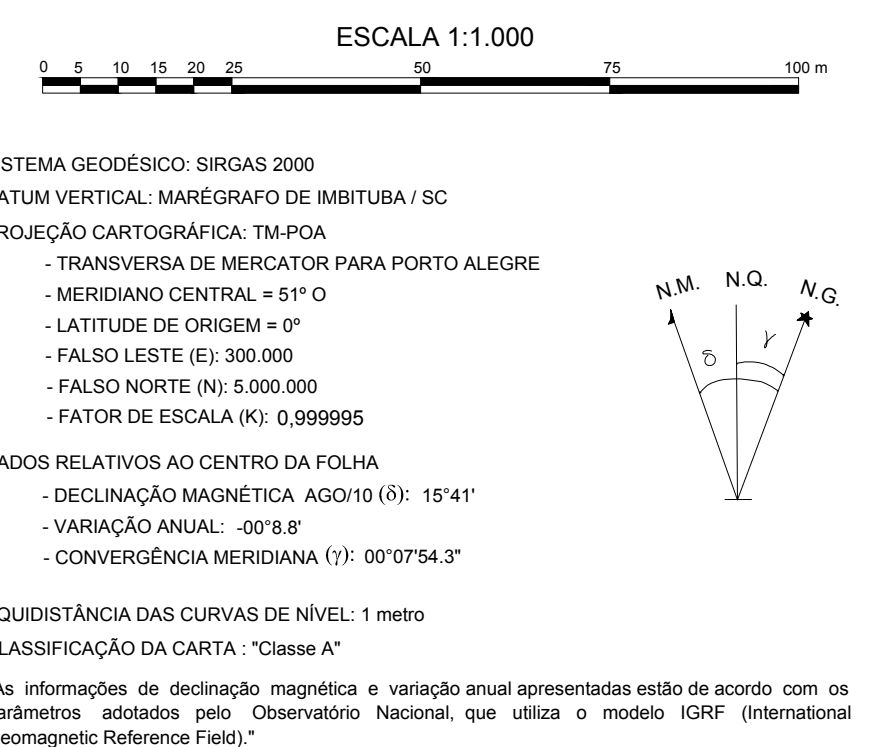 ESCALA 1:1.000
0 5 10 15 20 25 50 75 100 m
STEMA GEODÉSICO: SIRGAS 2000
ATUM VERTICAL: MARÉGRAFO DE IMBITUBA / SC
ROJEÇÃO CARTOGRÁFICA: TM-POA
- TRANSVERSA DE MERCATOR PARA PORTO ALEGRE
- MERIDIANO CENTRAL = 51º O
- LATITUDE DE ORIGEM = 0º
- FALSO LESTE (E): 300.000
- FALSO NORTE (N): 5.000.000
- FATOR DE ESCALA (K): 0,999995
N.M. N.Q. N.G.
δ γ
ADOS RELATIVOS AO CENTRO DA FOLHA
- DECLINAÇÃO MAGNÉTICA AGO/10 (δ): 15°41'
- VARIAÇÃO ANUAL: -00°8.8'
- CONVERGÊNCIA MERIDIANA (γ): 00°07'54.3"
QUIDISTÂNCIA DAS CURVAS DE NÍVEL: 1 metro
LASSIFICAÇÃO DA CARTA : "Classe A"
As informações de declinação magnética e variação anual apresentadas estão de acordo com os
arâmetros adotados pelo Observatório Nacional, que utiliza o modelo IGRF (International
eomagnetic Reference Field)."